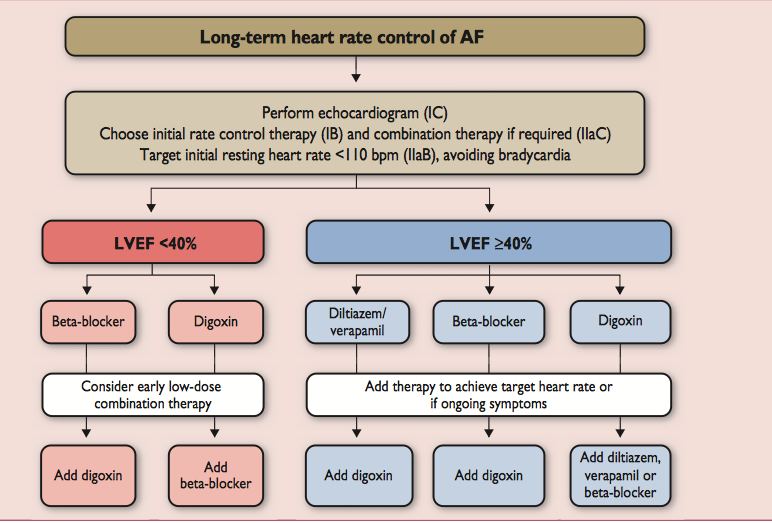 Long-term heart rate control of AF
Perform echocardiogram (IC)
Choose initial rate control therapy (IB) and combination therapy if required (IIaC)
Target initial resting heart rate <110 bpm (IIaB), avoiding bradycardia
LVEF <40%
LVEF ≥40%
Beta-blocker
Digoxin
Diltiazem/
verapamil
Beta-blocker
Digoxin
Consider early low-dose
combination therapy
Add therapy to achieve target heart rate or
if ongoing symptoms
Add digoxin
Add
beta-blocker
Add digoxin
Add digoxin
Add diltiazem,
verapamil or
beta-blocker